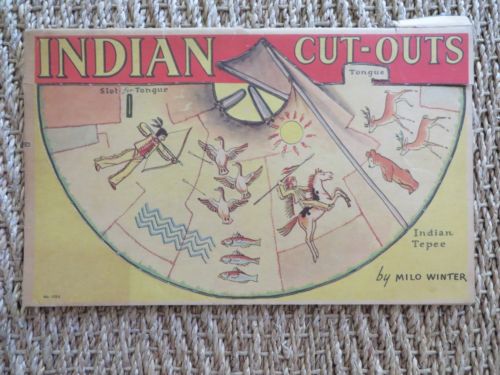 INDIAN CUT-OUTS
Tongue
Slot for Tongue
Indian
Tepee
by MILO WINTER